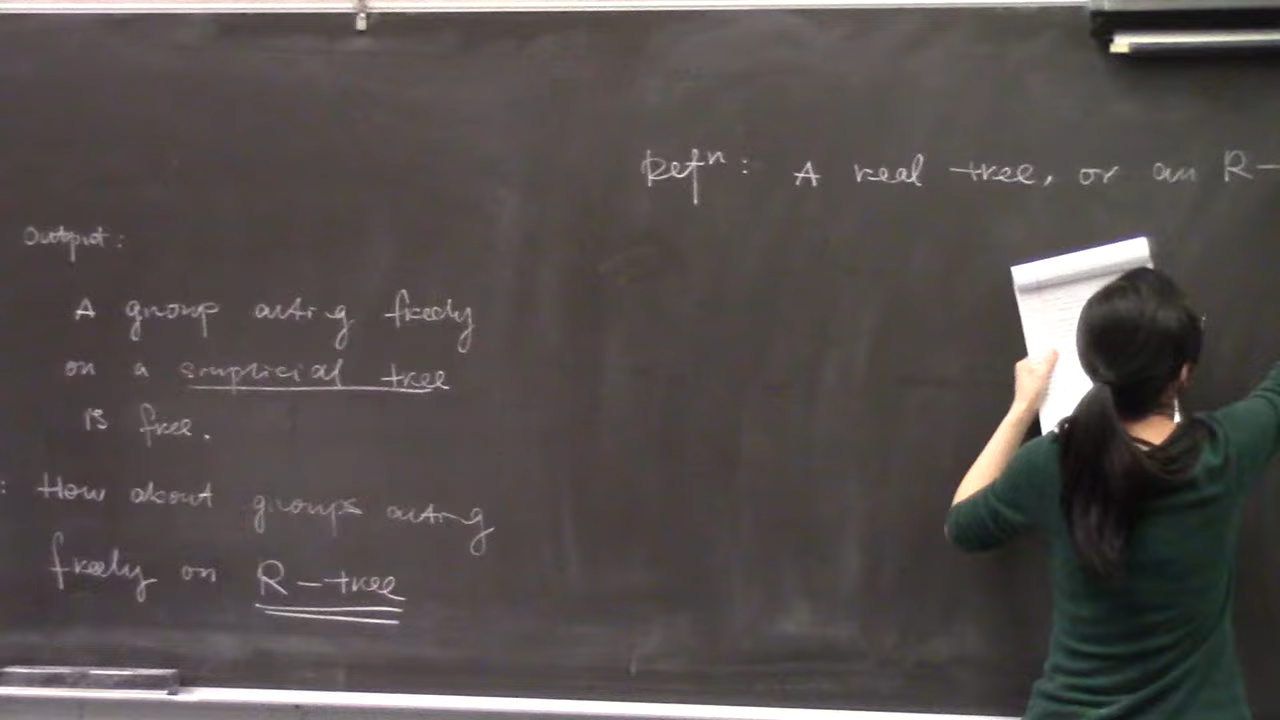 Output:
A group acting freely
on a simplicial tree
is free.
: How about groups acting
freely on R-tree
Defⁿ: A real tree, or an R-